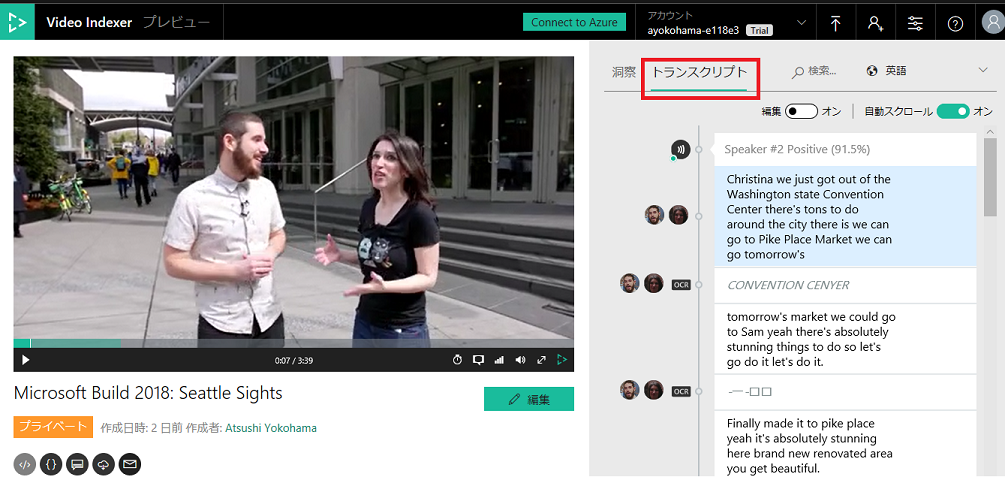 Video Indexer プレビュー
Connect to Azure
アカウント
ayokohama-e118e3 Trial
洞察 トランスクリプト 検索... 英語
編集 オン 自動スクロール オン
Speaker #2 Positive (91.5%)
Christina we just got out of the
Washington state Convention
Center there's tons to do
around the city there is we can
go to Pike Place Market we can
go tomorrow's
OCR CONVENTION CENYER
tomorrow's market we could go
to Sam yeah there's absolutely
stunning things to do so let's
go do it let's do it.
OCR -一-ロロ
Finally made it to pike place
yeah it's absolutely stunning
here brand new renovated area
you get beautiful.
0:07 / 3:39
Microsoft Build 2018: Seattle Sights
編集
プライベート 作成日時: 2 日前 作成者: Atsushi Yokohama